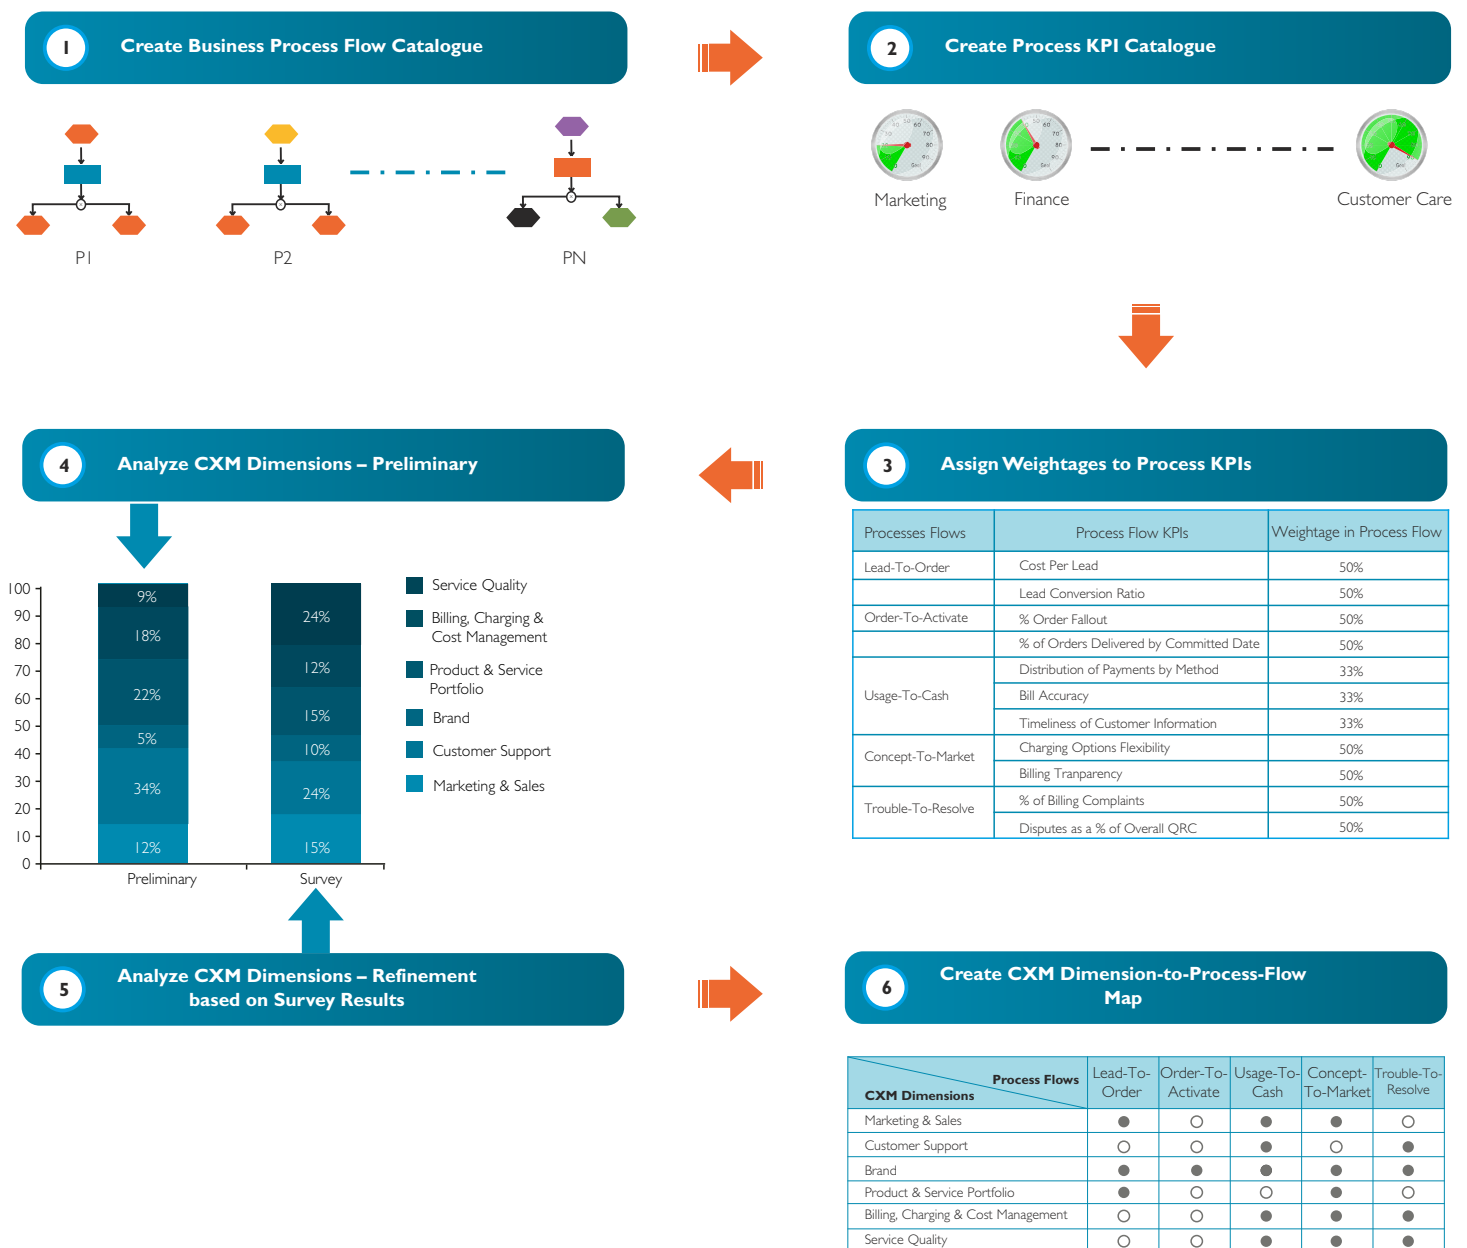 1
Create Business Process Flow Catalogue
2
Create Process KPI Catalogue
P1
P2
PN
Marketing
Finance
Customer Care
4
Analyze CXM Dimensions – Preliminary
3
Assign Weightages to Process KPIs
Processes Flows
Process Flow KPIs
Weightage in Process Flow
Lead-To-Order
Cost Per Lead
50%
Lead Conversion Ratio
50%
Order-To-Activate
% Order Fallout
50%
% of Orders Delivered by Committed Date
50%
Usage-To-Cash
Distribution of Payments by Method
33%
Bill Accuracy
33%
Timeliness of Customer Information
33%
Concept-To-Market
Charging Options Flexibility
50%
Billing Tranparency
50%
Trouble-To-Resolve
% of Billing Complaints
50%
Disputes as a % of Overall QRC
50%
100
90
80
70
60
50
40
30
20
10
0
9%
18%
22%
5%
34%
12%
24%
12%
15%
10%
24%
15%
Preliminary
Survey
Service Quality
Billing, Charging &
Cost Management
Product & Service
Portfolio
Brand
Customer Support
Marketing & Sales
5
Analyze CXM Dimensions – Refinement
based on Survey Results
6
Create CXM Dimension-to-Process-Flow
Map
Process Flows
CXM Dimensions
Lead-To-
Order
Order-To-
Activate
Usage-To-
Cash
Concept-
To-Market
Trouble-To-
Resolve
Marketing & Sales
Customer Support
Brand
Product & Service Portfolio
Billing, Charging & Cost Management
Service Quality